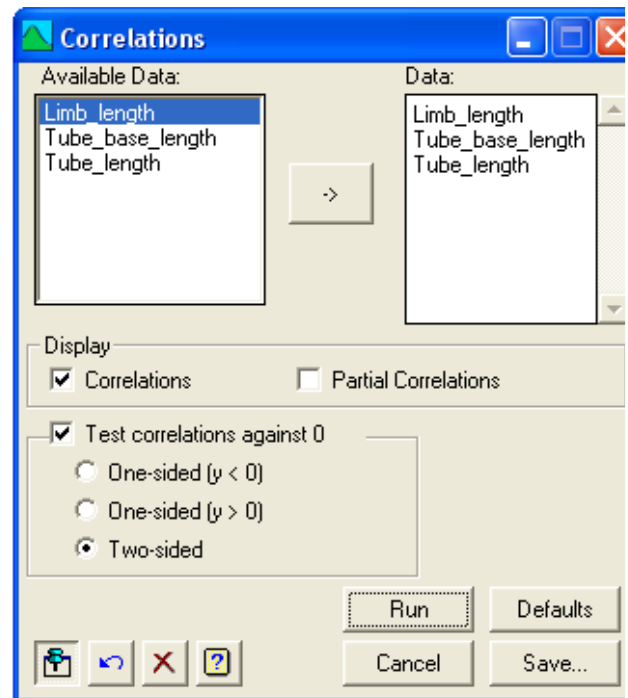 Correlations
Available Data:
Data:
Limb_length
Tube_base_length
Tube_length
->
Limb_length
Tube_base_length
Tube_length
Display
Correlations
Partial Correlations
Test correlations against 0
One-sided (y < 0)
One-sided (y > 0)
Two-sided
Run
Defaults
?
Cancel
Save...